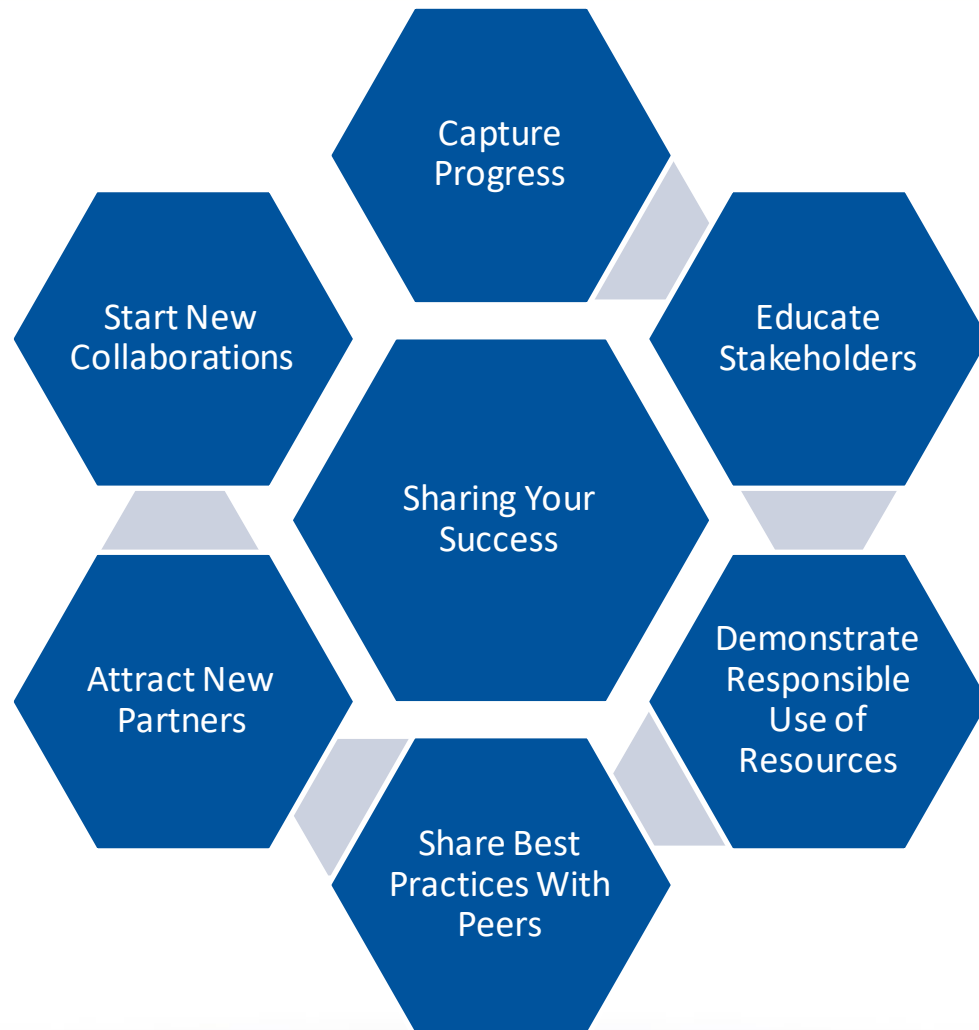 Capture
Progress
Educate
Stakeholders
Demonstrate
Responsible
Use of
Resources
Share Best
Practices With
Peers
Attract New
Partners
Start New
Collaborations
Sharing Your
Success